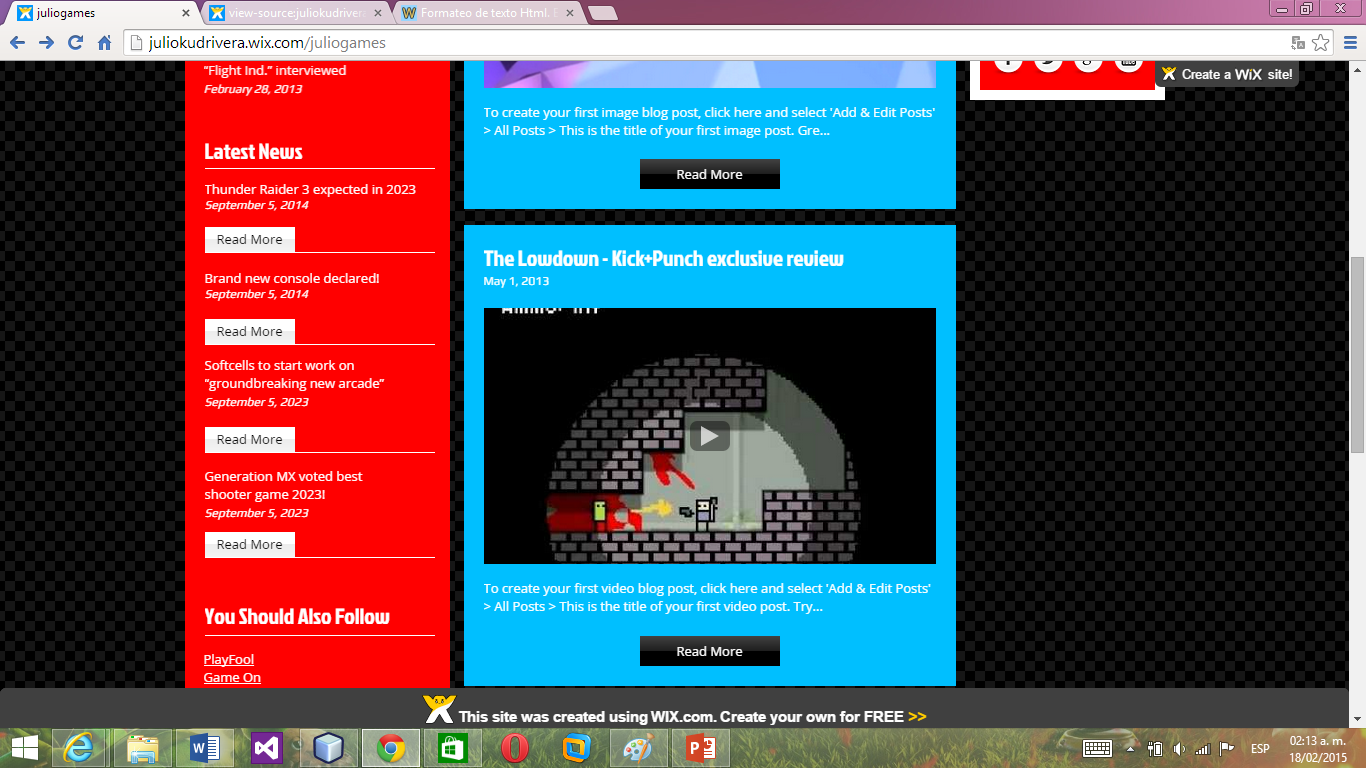 juliogames
view-source:juliokudrivera
Formateo de texto Html.
juliokudrivera.wix.com/juliogames
"Flight Ind." interviewed
February 28, 2013
Latest News
Thunder Raider 3 expected in 2023
September 5, 2014
Read More
Brand new console declared!
September 5, 2014
Read More
Softcells to start work on
“groundbreaking new arcade”
September 5, 2023
Read More
Generation MX voted best
shooter game 2023!
September 5, 2023
Read More
You Should Also Follow
PlayFool
Game On
To create your first image blog post, click here and select 'Add & Edit Posts'
> All Posts > This is the title of your first image post. Gre...
Read More
The Lowdown - Kick+Punch exclusive review
May 1, 2013
To create your first video blog post, click here and select 'Add & Edit Posts'
> All Posts > This is the title of your first video post. Try...
Read More
Create a WiX site!
This site was created using WIX.com. Create your own for FREE >>
ESP
02:13 a. m.
18/02/2015